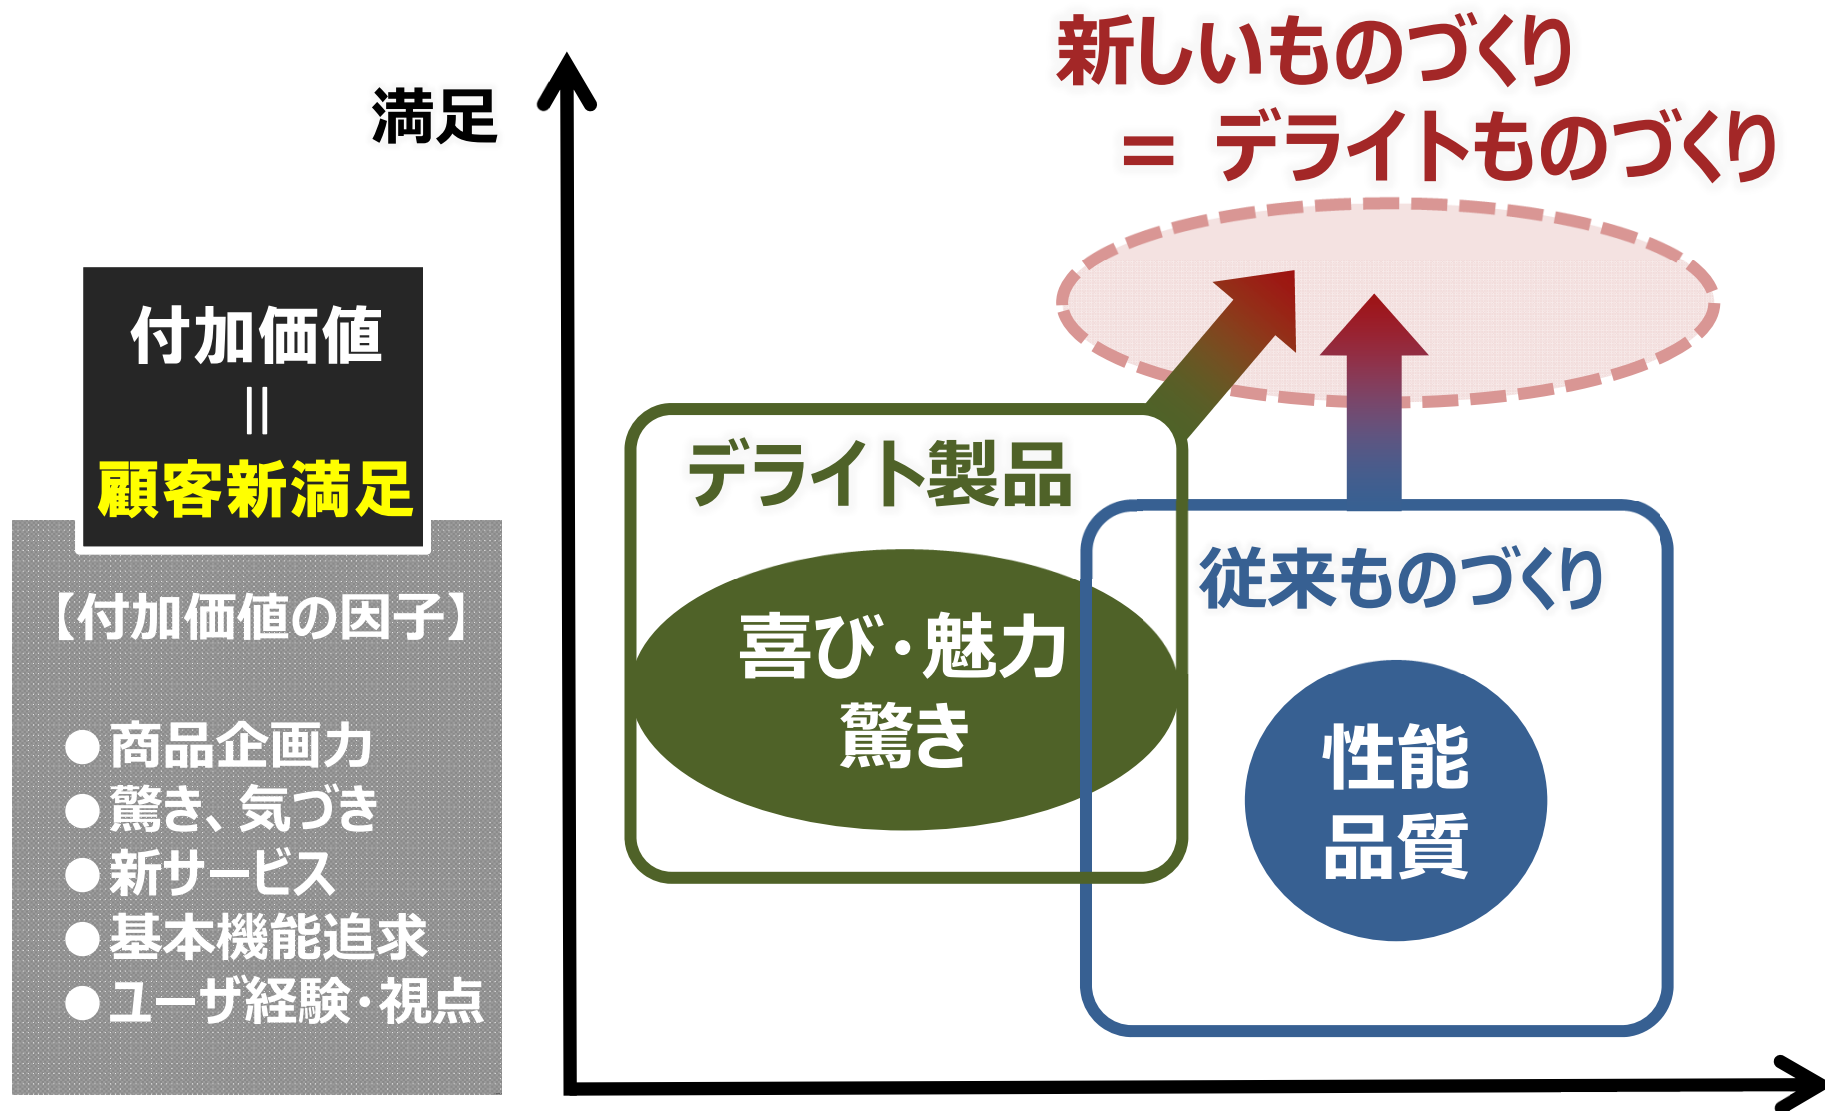 新しいものづくり
= デライトものづくり
満足
付加価値
||
顧客新満足
【付加価値の因子】
●商品企画力
●驚き、気づき
●新サービス
●基本機能追求
●ユーザ経験・視点
デライト製品
喜び・魅力
驚き
従来ものづくり
性能
品質